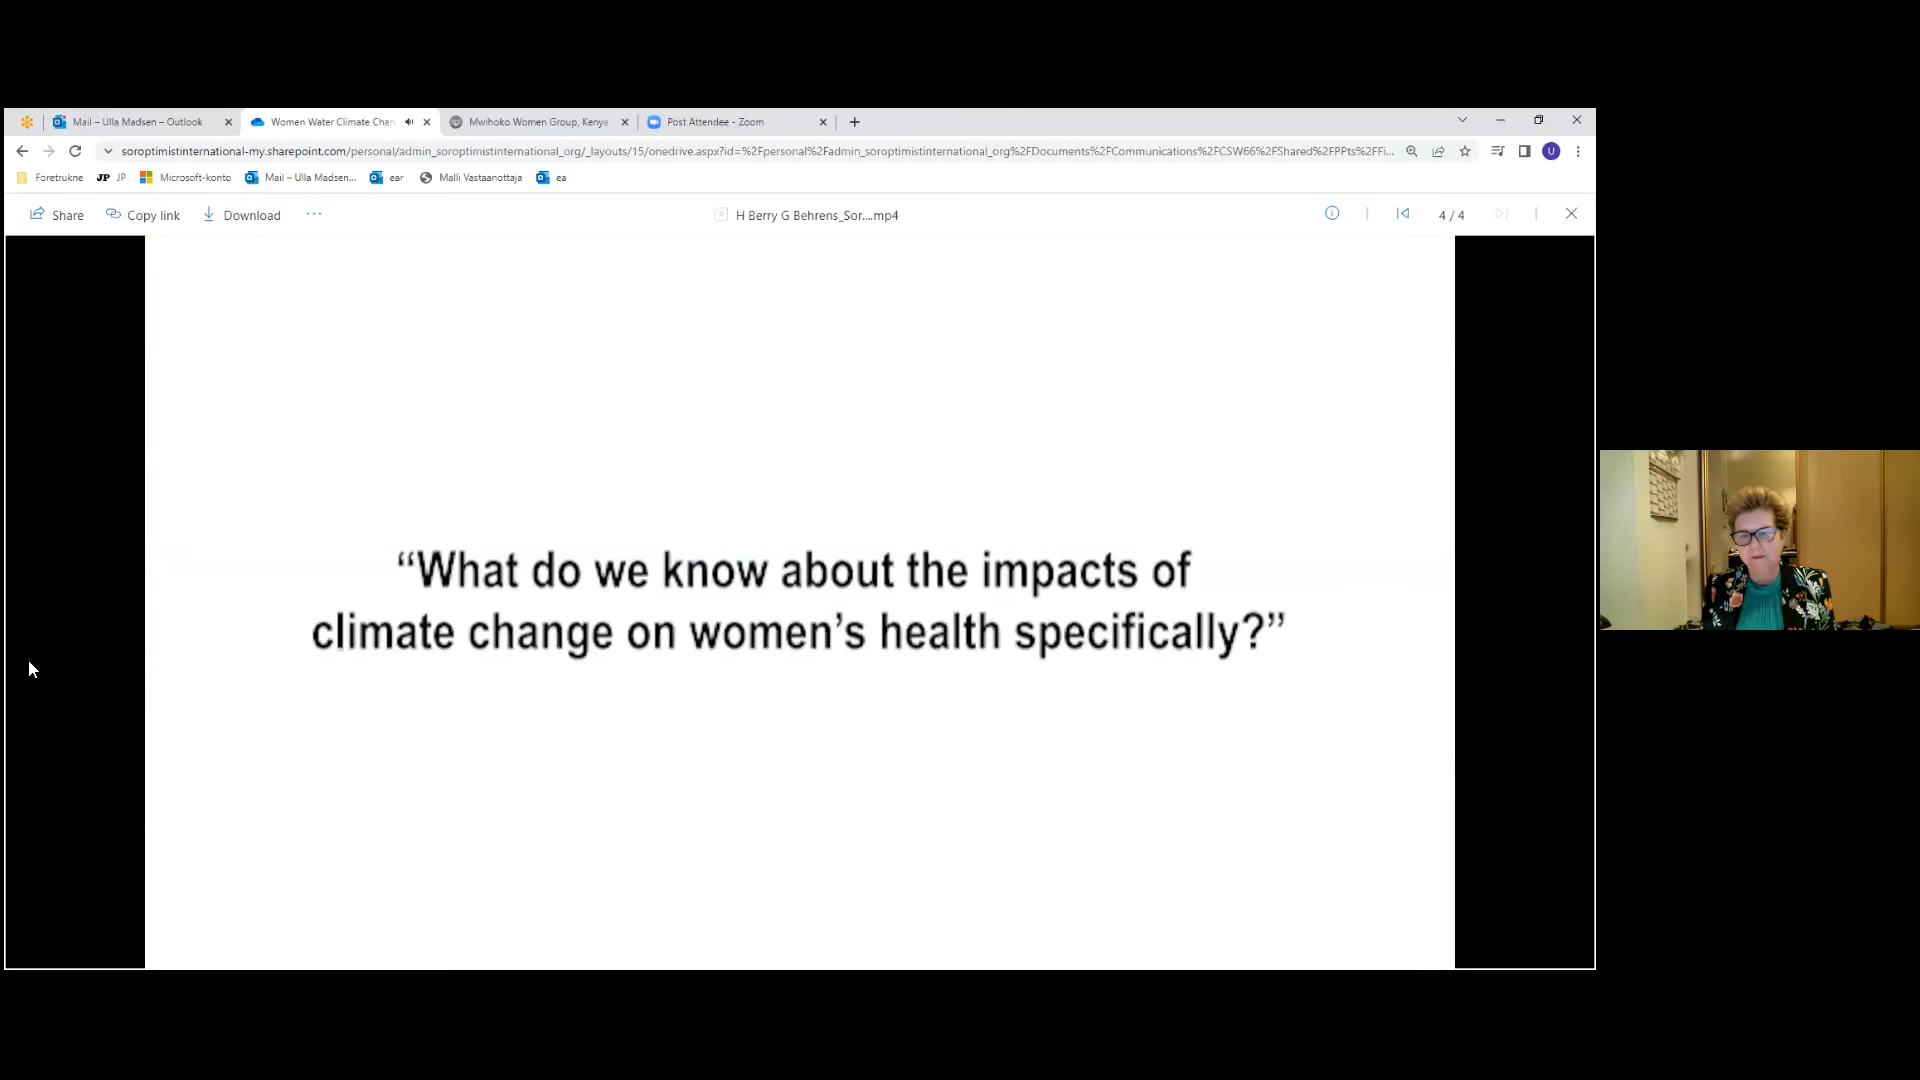 Mail – Ulla Madsen – Outlook
Women Water Climate Chan
Mwihoko Women Group, Kenya
Post Attendee - Zoom
soroptimistinternational-my.sharepoint.com/personal/admin_soroptimistinternational_org/_layouts/15/onedrive.aspx?id=%2Fpersonal%2Fadmin_soroptimistinternational_org%2FDocuments%2FCommunications%2FCSW66%2FShared%2FPPts%2FFi...
U
Foretrukne
JP JP
Microsoft-konto
Mail – Ulla Madsen...
ear
Malli Vastaanottaja
ea
Share
Copy link
Download
...
H Berry G Behrens_Sor....mp4
4 / 4
“What do we know about the impacts of
climate change on women’s health specifically?”